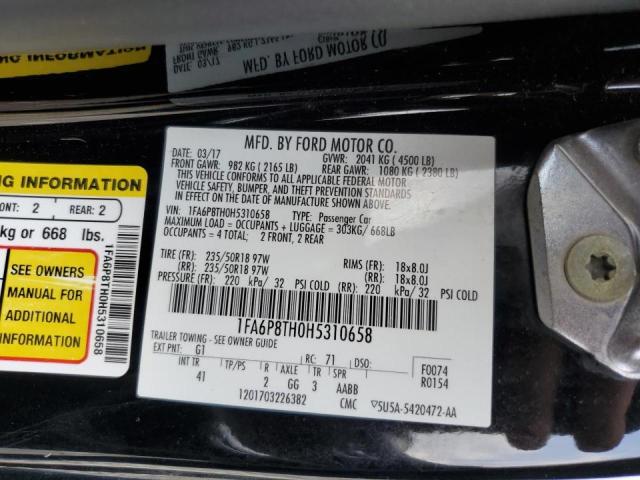 MFD. BY FORD MOTOR CO.
03/17
MFD. BY FORD MOTOR CO.
DATE: 03/17 GVWR: 2041 KG ( 4500 LB)
FRONT GAWR: 982 KG ( 2165 LB) REAR GAWR: 1080 KG ( 2380 LB)
THIS VEHICLE CONFORMS TO ALL APPLICABLE FEDERAL MOTOR
VEHICLE SAFETY, BUMPER, AND THEFT PREVENTION STANDARDS
IN EFFECT ON THE DATE OF MANUFACTURE SHOWN ABOVE.
VIN: 1FA6P8TH0H5310658 TYPE: Passenger Car
MAXIMUM LOAD = OCCUPANTS + LUGGAGE = 303KG/ 668LB
OCCUPANTS = 4 TOTAL; 2 FRONT, 2 REAR
TIRE (FR): 235/50R18 97W RIMS (FR): 18x8.0J
TIRE (RR): 235/50R18 97W RIMS (RR): 18x8.0J
PRESSURE (FR): 220 kPa/ 32 PSI COLD (RR): 220 kPa/ 32 PSI COLD
1FA6P8TH0H5310658
TRAILER TOWING - SEE OWNER GUIDE
EXT PNT: G1 RC: 71 DSO: F0074
INT TR TP/PS R AXLE TR SPR R0154
41 2 GG 3 AABB
1201703226382 CMC 5U5A-5420472-AA
NG INFORMATION
ONT: 2 REAR: 2
kg or 668 lbs.
SEE OWNERS
MANUAL FOR
ADDITIONAL
INFORMATION
1FA6P8TH0H5310658